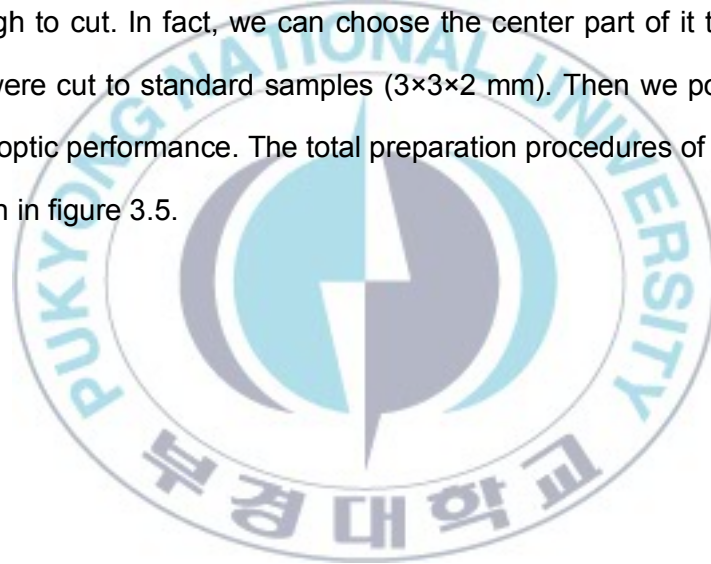 gh to cut. In fact, we can choose the center part of it t
were cut to standard samples (3×3×2 mm). Then we po
optic performance. The total preparation procedures of
n in figure 3.5.
PUKYONG NATIONAL UNIVERSITY
부경대학교